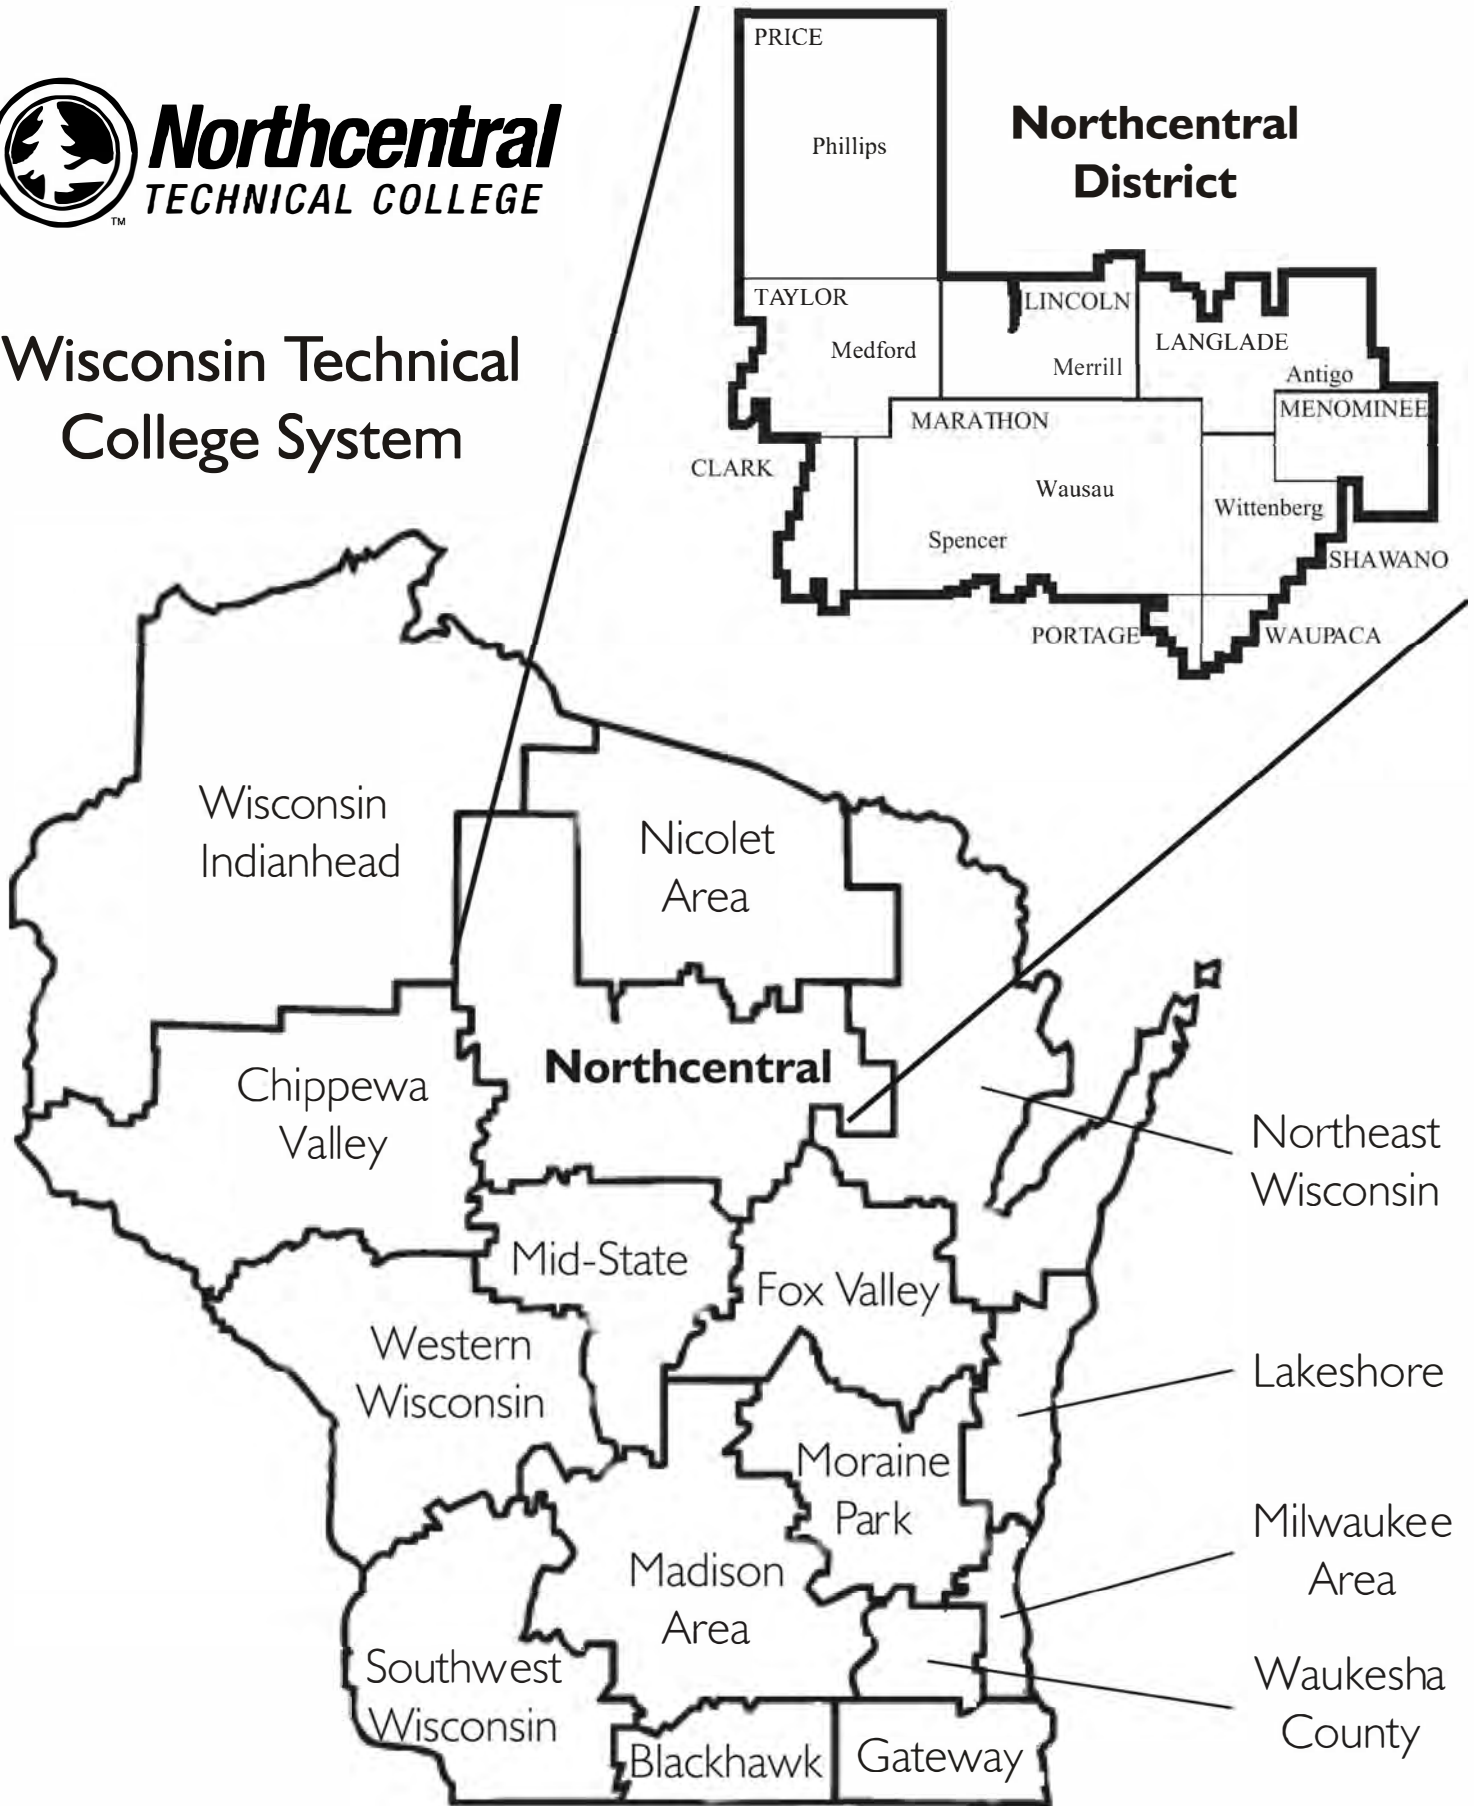 Northcentral
TECHNICAL COLLEGE
™
Wisconsin Technical
College System
Northcentral
District
PRICE
Phillips
TAYLOR
LINCOLN
Medford
Merrill
LANGLADE
Antigo
MENOMINEE
MARATHON
CLARK
Wausau
Wittenberg
Spencer
SHAWANO
PORTAGE
WAUPACA
Wisconsin
Indianhead
Nicolet
Area
Northcentral
Chippewa
Valley
Northeast
Wisconsin
Mid-State
Fox Valley
Western
Wisconsin
Lakeshore
Moraine
Park
Milwaukee
Area
Madison
Area
Southwest
Wisconsin
Waukesha
County
Blackhawk
Gateway